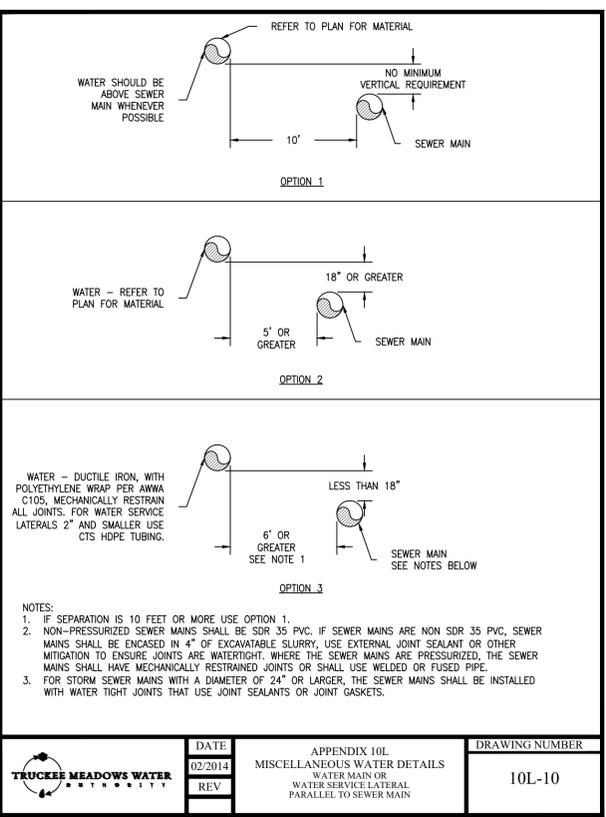 REFER TO PLAN FOR MATERIAL
WATER SHOULD BE
ABOVE SEWER
MAIN WHENEVER
POSSIBLE
NO MINIMUM
VERTICAL REQUIREMENT
10'
SEWER MAIN
OPTION 1
18" OR GREATER
WATER – REFER TO
PLAN FOR MATERIAL
5' OR
GREATER
SEWER MAIN
OPTION 2
WATER – DUCTILE IRON, WITH
POLYETHYLENE WRAP PER AWWA
C105, MECHANICALLY RESTRAIN
ALL JOINTS. FOR WATER SERVICE
LATERALS 2" AND SMALLER USE
CTS HDPE TUBING.
LESS THAN 18"
6' OR
GREATER
SEE NOTE 1
SEWER MAIN
SEE NOTES BELOW
OPTION 3
NOTES:
1. IF SEPARATION IS 10 FEET OR MORE USE OPTION 1.
2. NON-PRESSURIZED SEWER MAINS SHALL BE SDR 35 PVC. IF SEWER MAINS ARE NON SDR 35 PVC, SEWER
MAINS SHALL BE ENCASED IN 4" OF EXCAVATABLE SLURRY, USE EXTERNAL JOINT SEALANT OR OTHER
MITIGATION TO ENSURE JOINTS ARE WATERTIGHT. WHERE THE SEWER MAINS ARE PRESSURIZED, THE SEWER
MAINS SHALL HAVE MECHANICALLY RESTRAINED JOINTS OR SHALL USE WELDED OR FUSED PIPE.
3. FOR STORM SEWER MAINS WITH A DIAMETER OF 24" OR LARGER, THE SEWER MAINS SHALL BE INSTALLED
WITH WATER TIGHT JOINTS THAT USE JOINT SEALANTS OR JOINT GASKETS.
TRUCKEE MEADOWS WATER
AUTHORITY
DATE
02/2014
REV
APPENDIX 10L
MISCELLANEOUS WATER DETAILS
WATER MAIN OR
WATER SERVICE LATERAL
PARALLEL TO SEWER MAIN
DRAWING NUMBER
10L-10